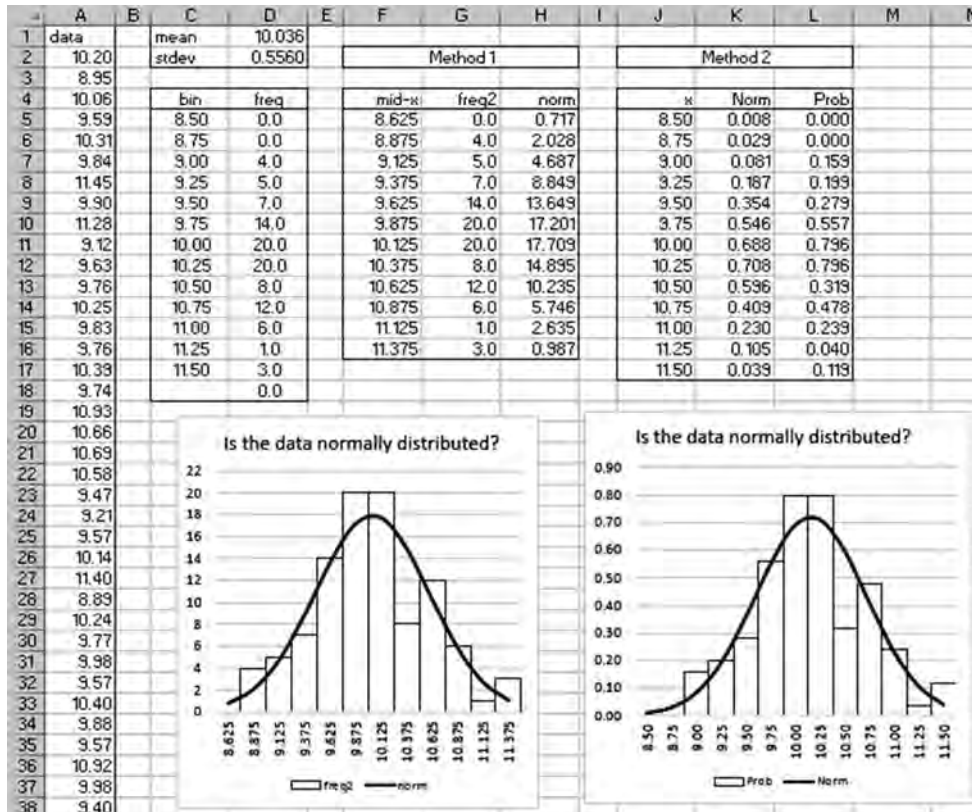 A B C D E F G H I J K L M N
1 data mean 10.036
2 10.20 stdev 0.5560 Method 1 Method 2
3 8.95
4 10.06 bin freq mid-x freq2 norm x Norm Prob
5 9.59 8.50 0.0 8.625 0.0 0.717 8.50 0.008 0.000
6 10.31 8.75 0.0 8.875 4.0 2.028 8.75 0.029 0.000
7 9.84 9.00 4.0 9.125 5.0 4.687 9.00 0.081 0.159
8 11.45 9.25 5.0 9.375 7.0 8.849 9.25 0.187 0.199
9 9.90 9.50 7.0 9.625 14.0 13.649 9.50 0.354 0.279
10 11.28 9.75 14.0 9.875 20.0 17.201 9.75 0.546 0.557
11 9.12 10.00 20.0 10.125 20.0 17.709 10.00 0.688 0.796
12 9.63 10.25 20.0 10.375 8.0 14.895 10.25 0.708 0.796
13 9.76 10.50 8.0 10.625 12.0 10.235 10.50 0.596 0.319
14 10.25 10.75 12.0 10.875 6.0 5.746 10.75 0.409 0.478
15 9.83 11.00 6.0 11.125 1.0 2.635 11.00 0.230 0.239
16 9.76 11.25 1.0 11.375 3.0 0.987 11.25 0.105 0.040
17 10.39 11.50 3.0 11.50 0.039 0.119
18 9.74 0.0
19 10.93
20 10.66
21 10.69
22 10.58
23 9.47
24 9.21
25 9.57
26 10.14
27 11.40
28 8.89
29 10.24
30 9.77
31 9.98
32 9.57
33 10.40
34 9.88
35 9.57
36 10.92
37 9.98
38 9.40
Is the data normally distributed?
22
20
18
16
14
12
10
8
6
4
2
0
8.625 8.875 9.125 9.375 9.625 9.875 10.125 10.375 10.625 10.875 11.125 11.375
freq2 norm
Is the data normally distributed?
0.90
0.80
0.70
0.60
0.50
0.40
0.30
0.20
0.10
0.00
8.50 8.75 9.00 9.25 9.50 9.75 10.00 10.25 10.50 10.75 11.00 11.25 11.50
Prob Norm